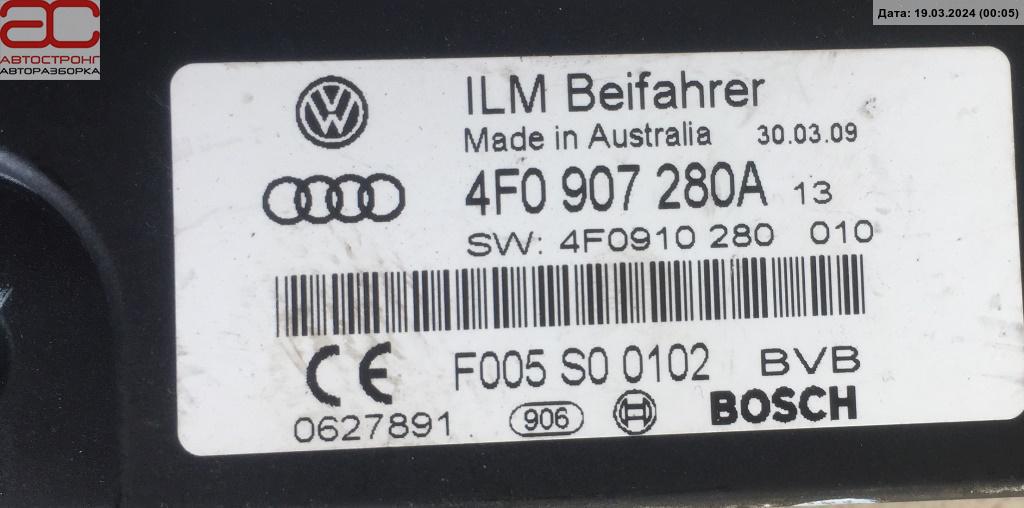 АВТОСТРОНГ
АВТОРАЗБОРКА
Дата: 19.03.2024 (00:05)
ILM Beifahrer
Made in Australia 30.03.09
4F0 907 280A 13
SW: 4F0910 280 010
F005 S0 0102 BVB
CE
0627891 906 BOSCH